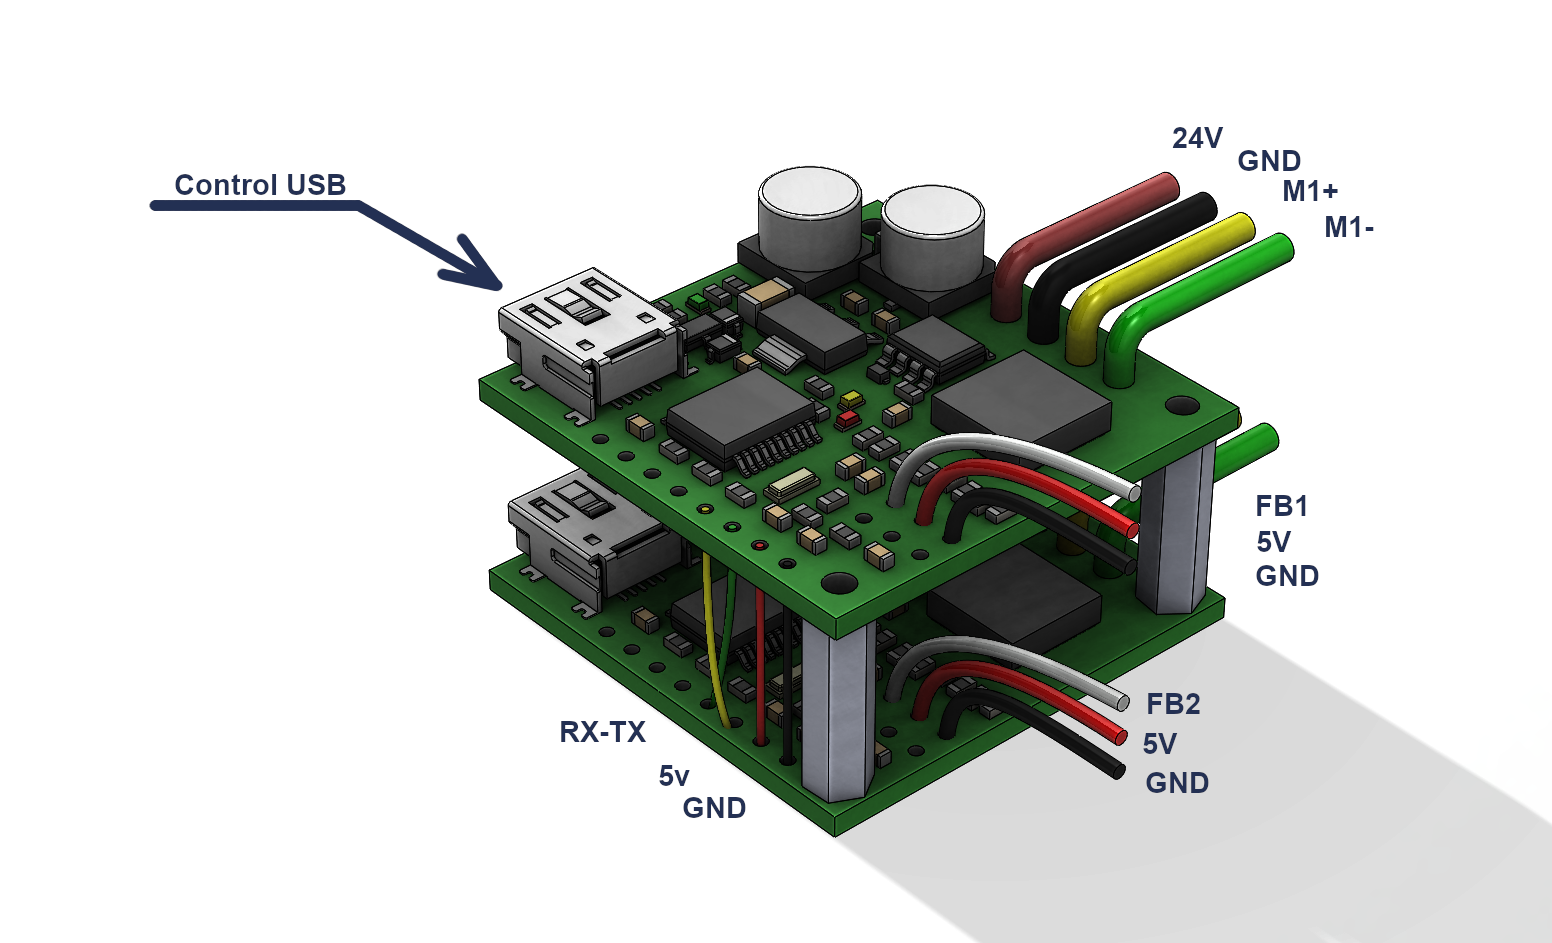 24V
GND
Control USB
M1+
M1-
FB1
5V
GND
FB2
RX-TX
5V
5v
GND
GND